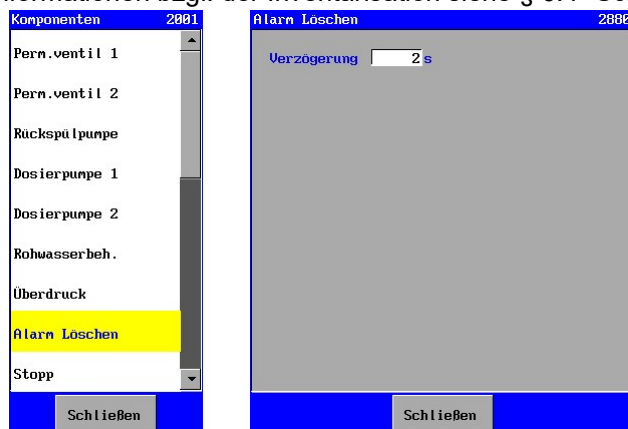 Komponenten 2001
Perm.ventil 1
Perm.ventil 2
Rückspülpumpe
Dosierpumpe 1
Dosierpumpe 2
Rohwasserbeh.
Überdruck
Alarm Löschen
Stopp
Schließen
Alarm Löschen 2880
Verzögerung 2 s
Schließen